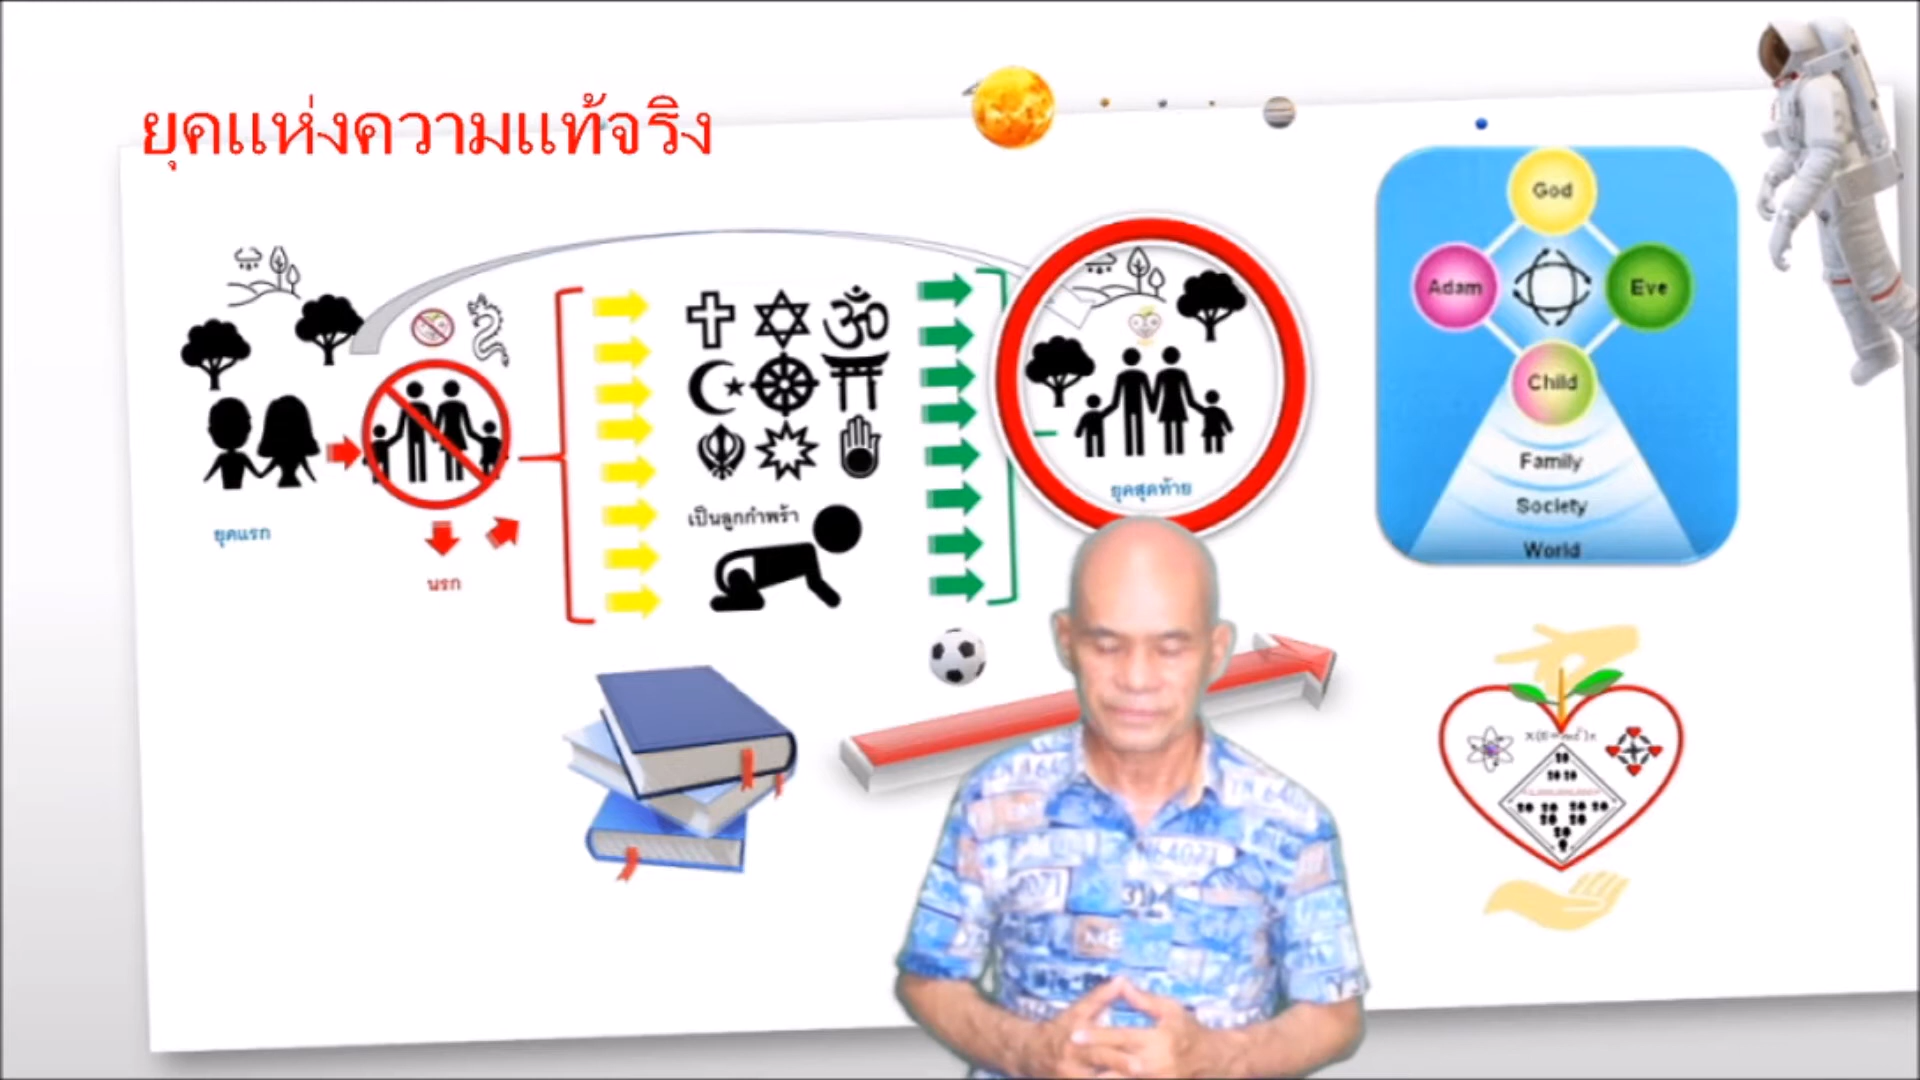 ยุคแห่งความแท้จริง
God
Adam
Eve
Child
Family
Society
World
ยุคแรก
นรก
เป็นลูกกำพร้า
ยุคสุดท้าย